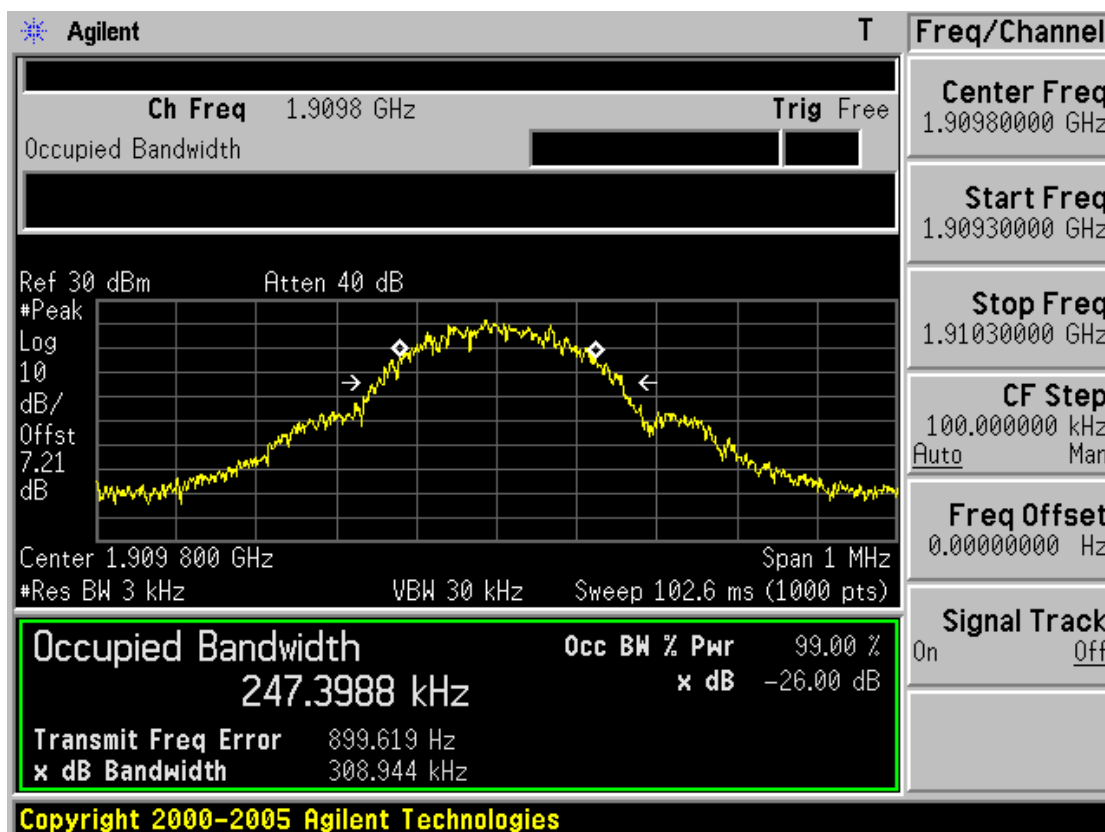 Agilent T
Ch Freq 1.9098 GHz Trig Free
Occupied Bandwidth
Ref 30 dBm Atten 40 dB
#Peak
Log
10
dB/
Offst
7.21
dB
Center 1.909 800 GHz Span 1 MHz
#Res BW 3 kHz VBW 30 kHz Sweep 102.6 ms (1000 pts)
Occupied Bandwidth
247.3988 kHz
Occ BW % Pwr 99.00 %
x dB -26.00 dB
Transmit Freq Error 899.619 Hz
x dB Bandwidth 308.944 kHz
Copyright 2000-2005 Agilent Technologies
Freq/Channel
Center Freq
1.90980000 GHz
Start Freq
1.90930000 GHz
Stop Freq
1.91030000 GHz
CF Step
100.000000 kHz
Auto Man
Freq Offset
0.00000000 Hz
Signal Track
On Off